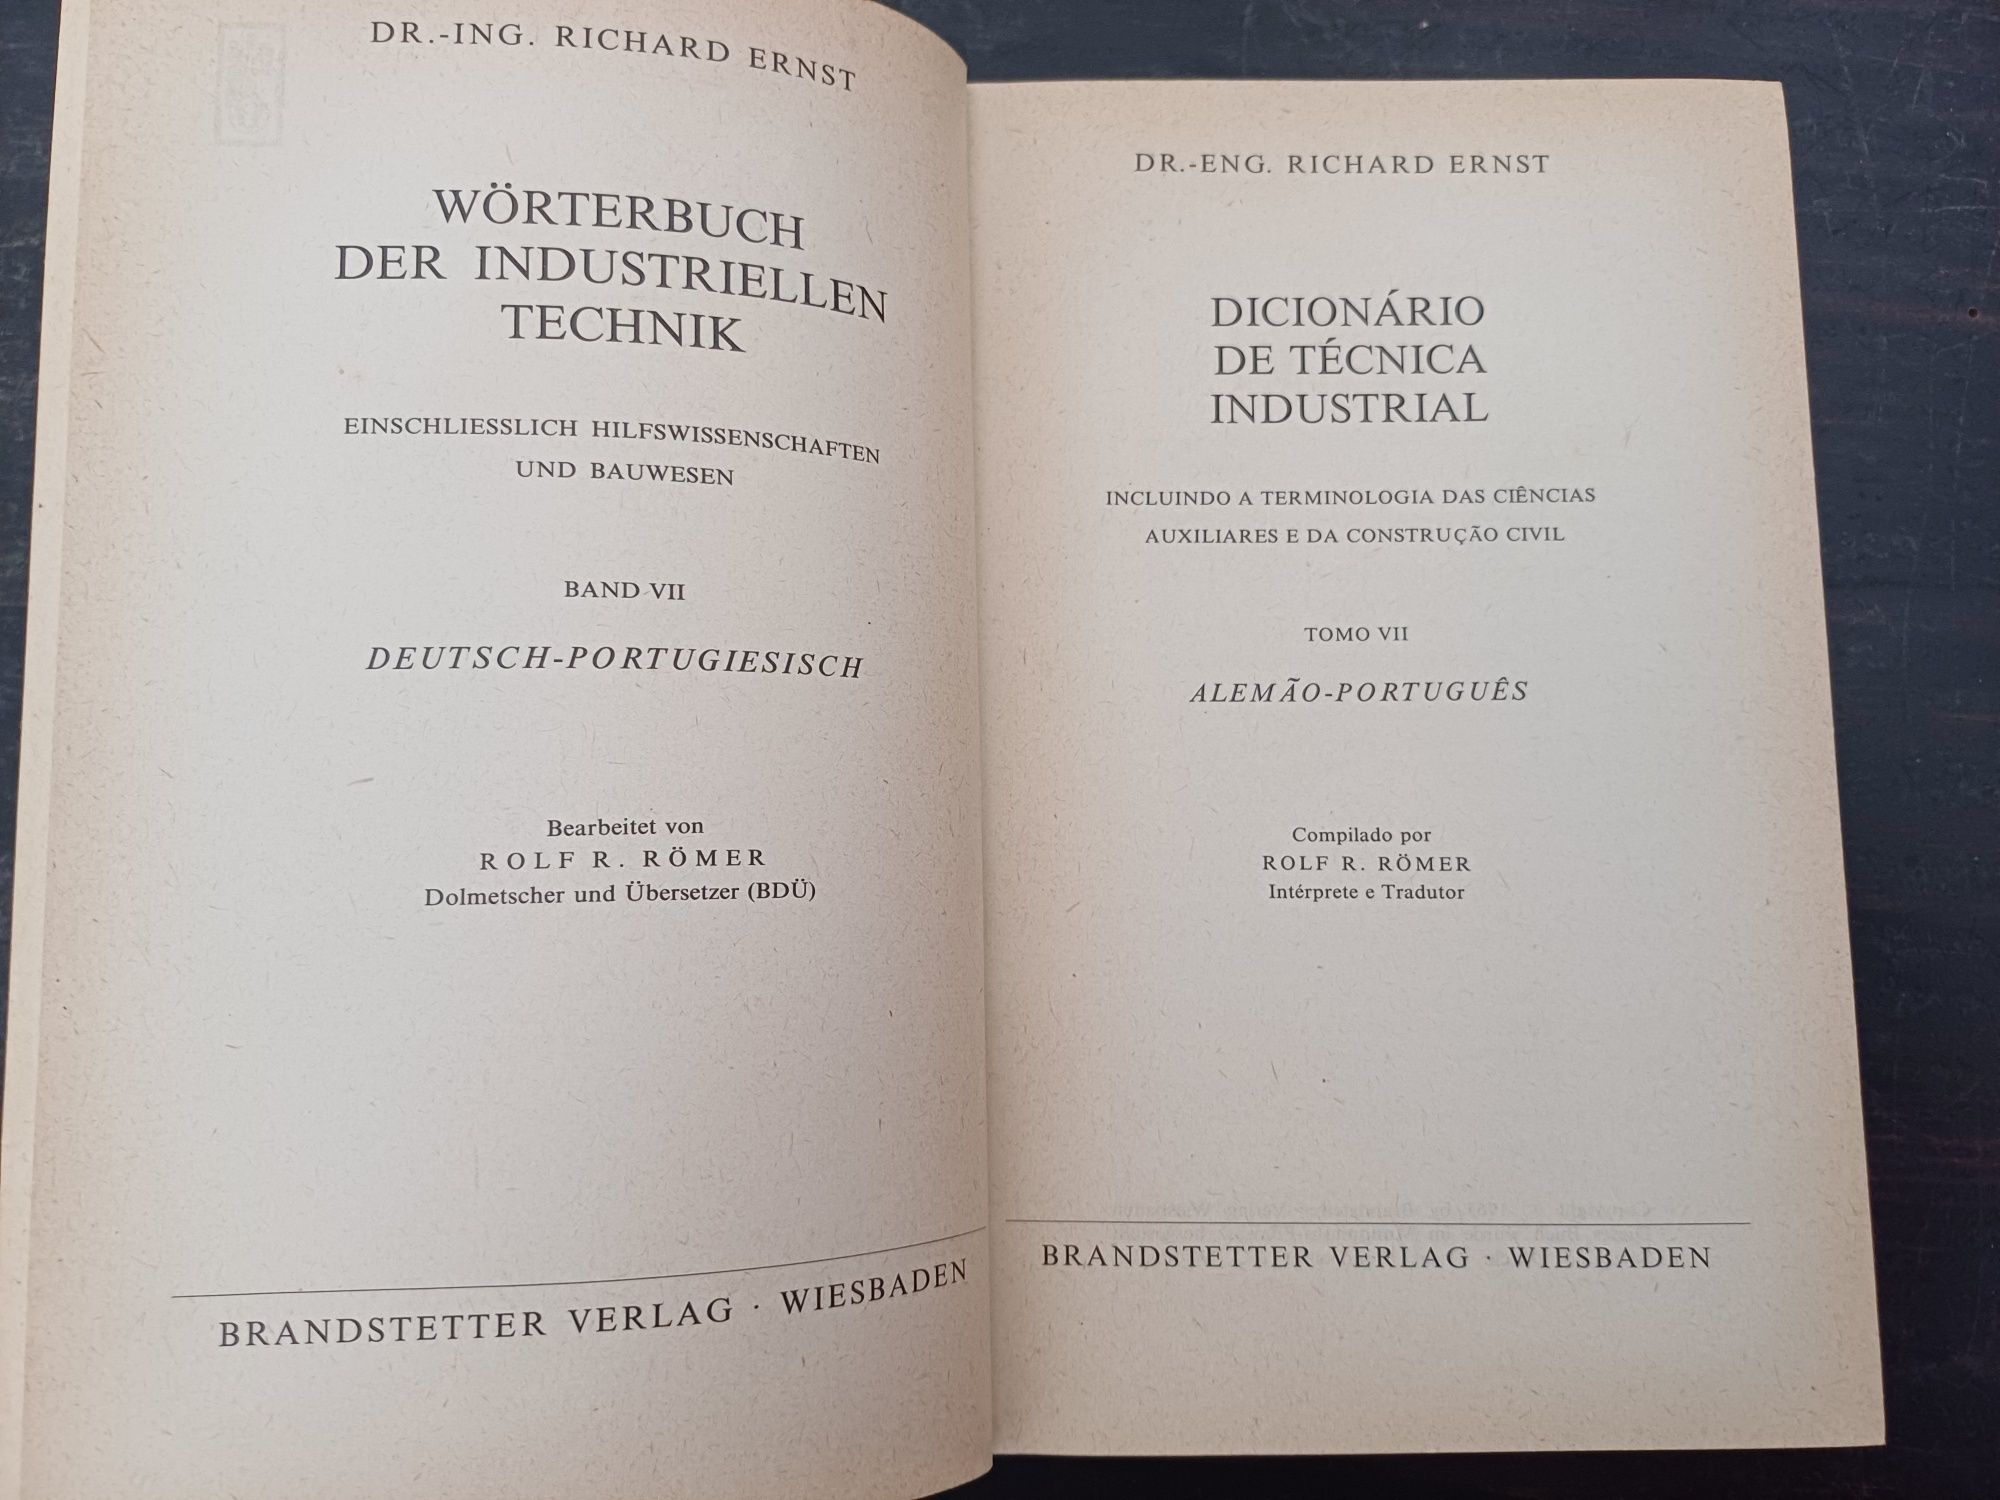 DR.-ING. RICHARD ERNST
WÖRTERBUCH
DER INDUSTRIELLEN
TECHNIK
EINSCHLIESSLICH HILFSWISSENSCHAFTEN
UND BAUWESEN
BAND VII
DEUTSCH-PORTUGIESISCH
Bearbeitet von
ROLF R. RÖMER
Dolmetscher und Übersetzer (BDÜ)
BRANDSTETTER VERLAG · WIESBADEN
DR.-ENG. RICHARD ERNST
DICIONÁRIO
DE TÉCNICA
INDUSTRIAL
INCLUINDO A TERMINOLOGIA DAS CIÊNCIAS
AUXILIARES E DA CONSTRUÇÃO CIVIL
TOMO VII
ALEMÃO-PORTUGUÊS
Compilado por
ROLF R. RÖMER
Intérprete e Tradutor
BRANDSTETTER VERLAG · WIESBADEN